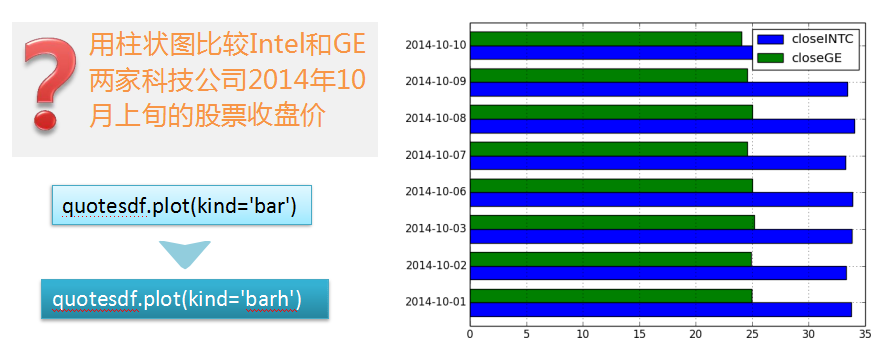 用柱状图比较Intel和GE
两家科技公司2014年10
月上旬的股票收盘价
quotesdf.plot(kind='bar')
quotesdf.plot(kind='barh')
closeINTC
closeGE
2014-10-10
2014-10-09
2014-10-08
2014-10-07
2014-10-06
2014-10-03
2014-10-02
2014-10-01
0 5 10 15 20 25 30 35